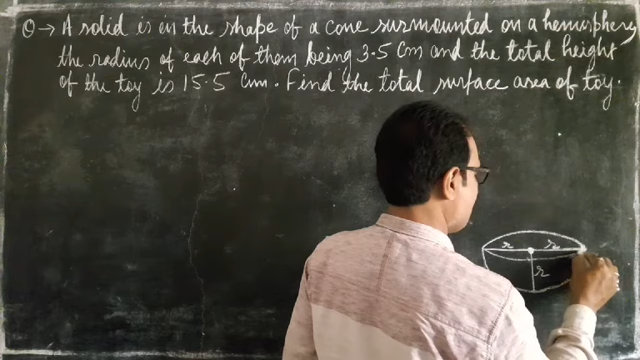 Q → A solid is in the shape of a cone surmounted on a hemisphere,
the radius of each of them being 3.5 cm and the total height
of the toy is 15.5 cm. Find the total surface area of toy.
r r
r